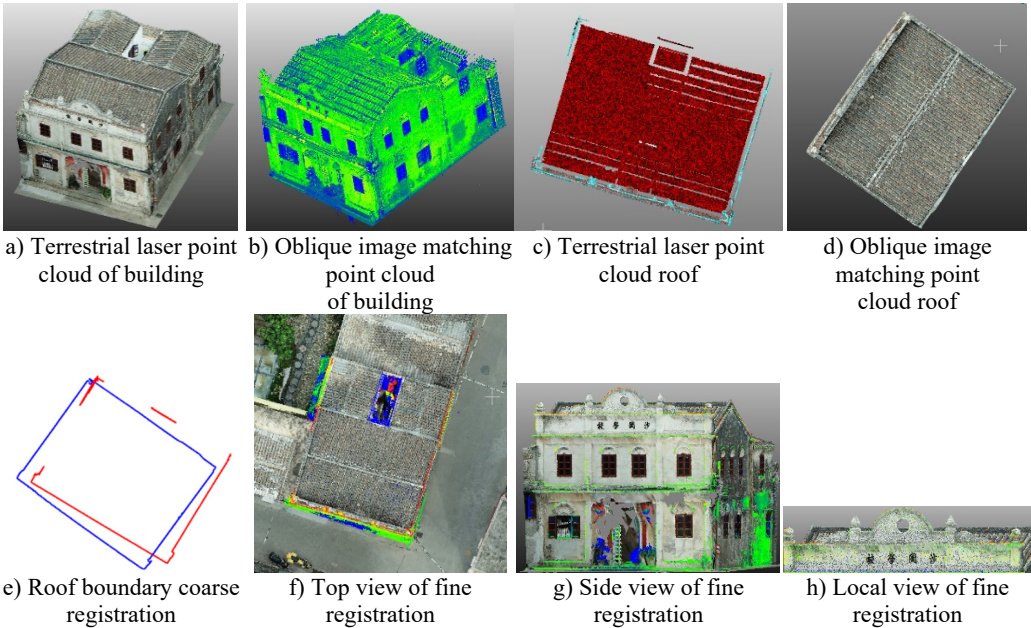 a) Terrestrial laser point
cloud of building
b) Oblique image matching
point cloud
of building
c) Terrestrial laser point
cloud roof
d) Oblique image
matching point
cloud roof
e) Roof boundary coarse
registration
f) Top view of fine
registration
g) Side view of fine
registration
h) Local view of fine
registration